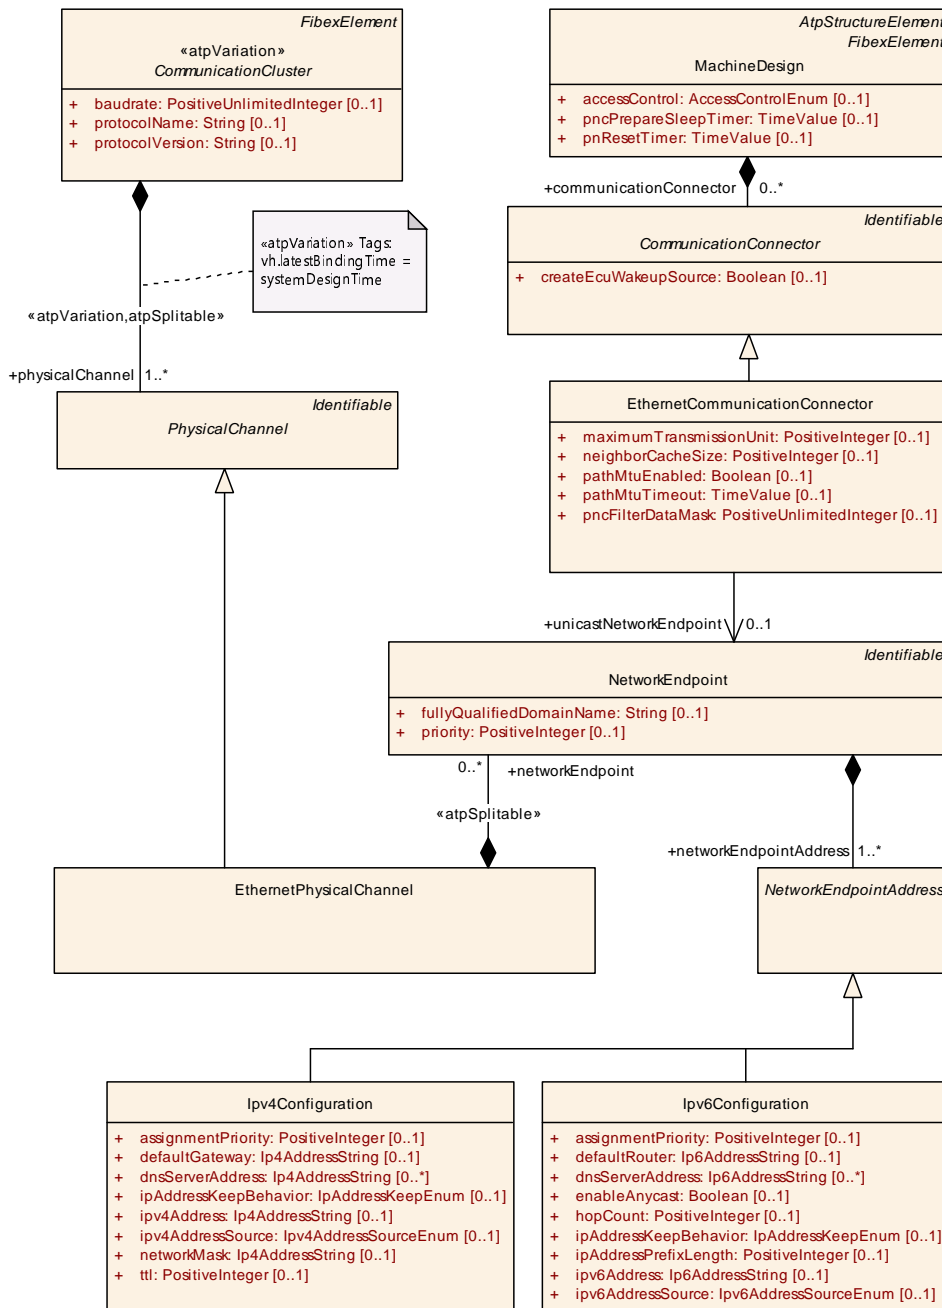 FibexElement
«atpVariation»
CommunicationCluster
+ baudrate: PositiveUnlimitedInteger [0..1]
+ protocolName: String [0..1]
+ protocolVersion: String [0..1]
AtpStructureElement
FibexElement
MachineDesign
+ accessControl: AccessControlEnum [0..1]
+ pncPrepareSleepTimer: TimeValue [0..1]
+ pnResetTimer: TimeValue [0..1]
+communicationConnector 0..*
«atpVariation» Tags:
vh.latestBindingTime =
systemDesignTime
Identifiable
CommunicationConnector
+ createEcuWakeupSource: Boolean [0..1]
«atpVariation,atpSplitable»
+physicalChannel 1..*
Identifiable
PhysicalChannel
EthernetCommunicationConnector
+ maximumTransmissionUnit: PositiveInteger [0..1]
+ neighborCacheSize: PositiveInteger [0..1]
+ pathMtuEnabled: Boolean [0..1]
+ pathMtuTimeout: TimeValue [0..1]
+ pncFilterDataMask: PositiveUnlimitedInteger [0..1]
+unicastNetworkEndpoint 0..1
Identifiable
NetworkEndpoint
+ fullyQualifiedDomainName: String [0..1]
+ priority: PositiveInteger [0..1]
0..* +networkEndpoint
«atpSplitable»
+networkEndpointAddress 1..*
EthernetPhysicalChannel
NetworkEndpointAddress
Ipv4Configuration
+ assignmentPriority: PositiveInteger [0..1]
+ defaultGateway: Ip4AddressString [0..1]
+ dnsServerAddress: Ip4AddressString [0..*]
+ ipAddressKeepBehavior: IpAddressKeepEnum [0..1]
+ ipv4Address: Ip4AddressString [0..1]
+ ipv4AddressSource: Ipv4AddressSourceEnum [0..1]
+ networkMask: Ip4AddressString [0..1]
+ ttl: PositiveInteger [0..1]
Ipv6Configuration
+ assignmentPriority: PositiveInteger [0..1]
+ defaultRouter: Ip6AddressString [0..1]
+ dnsServerAddress: Ip6AddressString [0..*]
+ enableAnycast: Boolean [0..1]
+ hopCount: PositiveInteger [0..1]
+ ipAddressKeepBehavior: IpAddressKeepEnum [0..1]
+ ipAddressPrefixLength: PositiveInteger [0..1]
+ ipv6Address: Ip6AddressString [0..1]
+ ipv6AddressSource: Ipv6AddressSourceEnum [0..1]